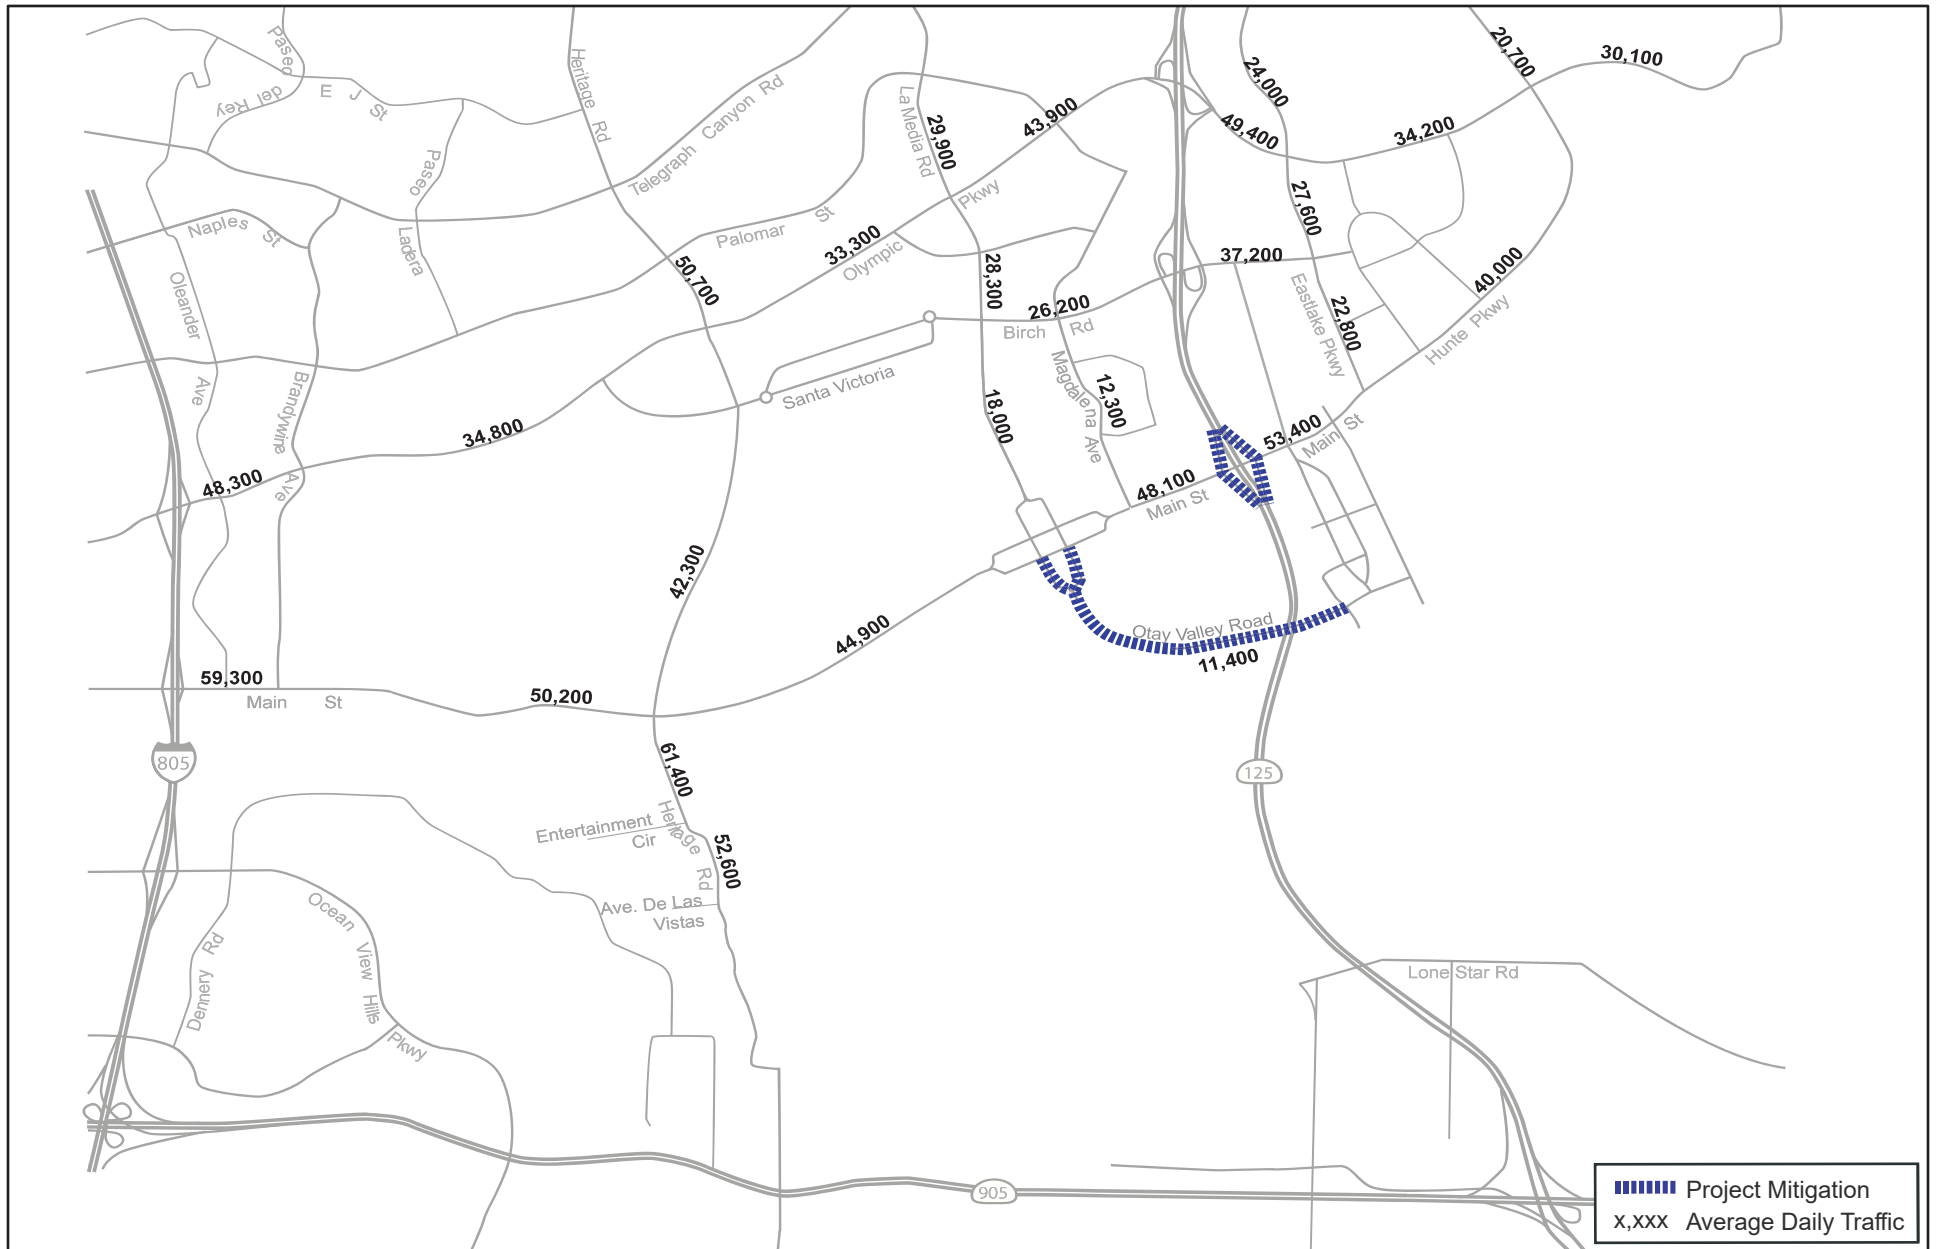 Paseo
del Rey
E J St
Heritage Rd
Telegraph Canyon Rd
La Media Rd
29,900
43,900
24,000
49,400
20,700
30,100
34,200
Paseo
Ladera
Naples St
Oleander
Ave
Palomar St
33,300
Olympic
Pkwy
50,700
28,300
27,600
37,200
40,000
26,200
Birch Rd
Eastlake Pkwy
22,800
Hunte Pkwy
Santa Victoria
Magdalena Ave
12,300
18,000
Brandywine
Ave
34,800
48,300
53,400
Main St
48,100
Main St
42,300
44,900
Otay Valley Road
11,400
59,300
Main St
50,200
805
61,400
Heritage Rd
52,600
Entertainment
Cir
Ave. De Las
Vistas
125
Ocean View Hills
Pkwy
Dennery Rd
Lone Star Rd
905
Project Mitigation
x,xxx Average Daily Traffic